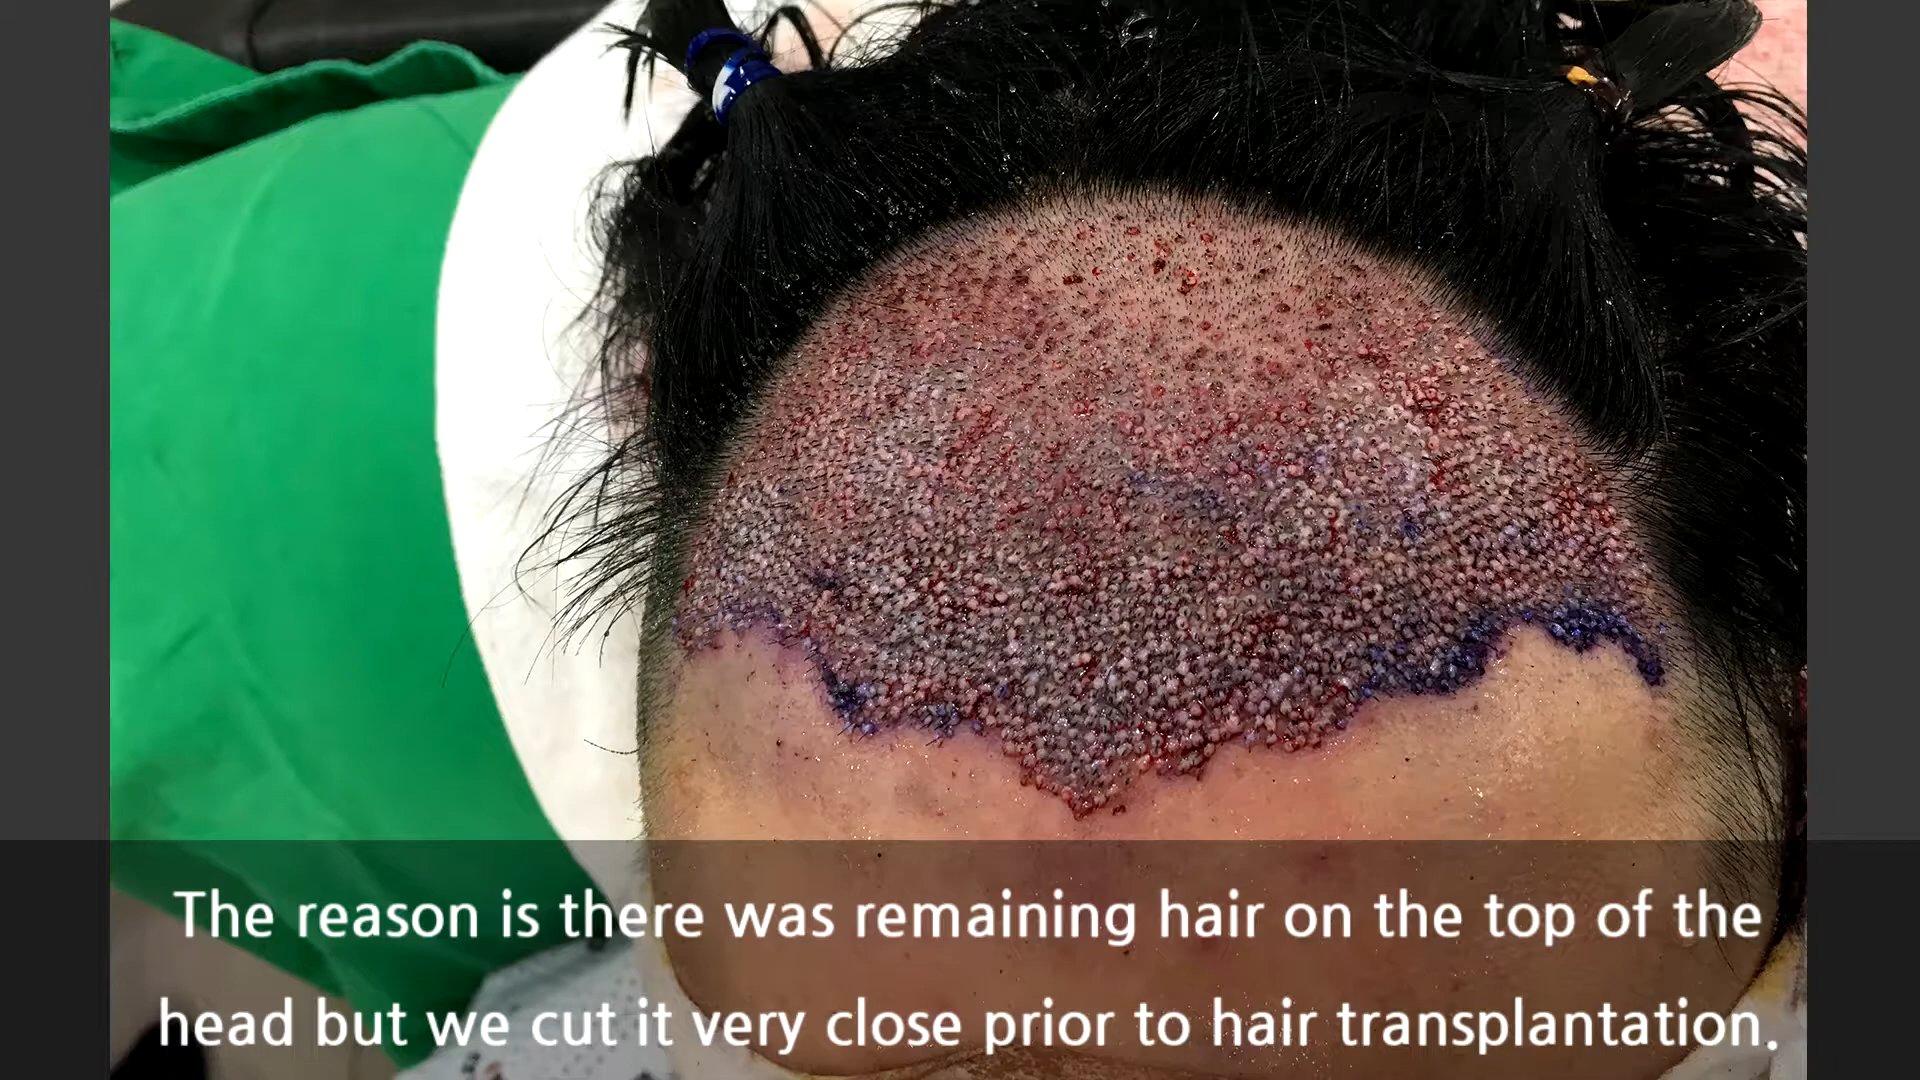 The reason is there was remaining hair on the top of the
head but we cut it very close prior to hair transplantation.